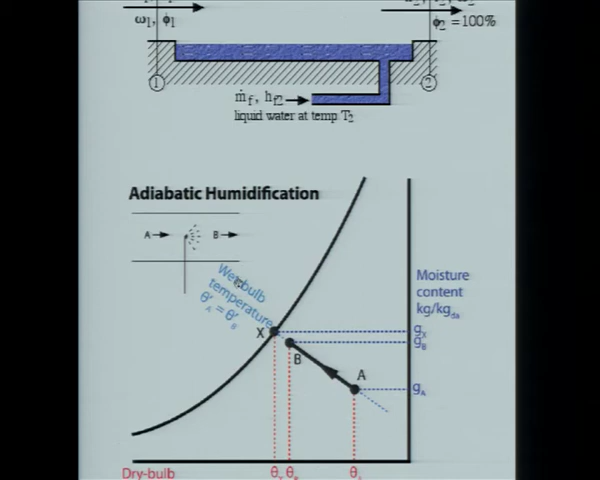 ω₁, ϕ₁
ϕ₂ = 100%
1
2
ṁf, hf2
liquid water at temp T₂
Adiabatic Humidification
A
B
Wet-bulb
temperature
θ'A = θ'B
Moisture
content
kg/kgda
X
gX
gB
B
A
gA
Dry-bulb